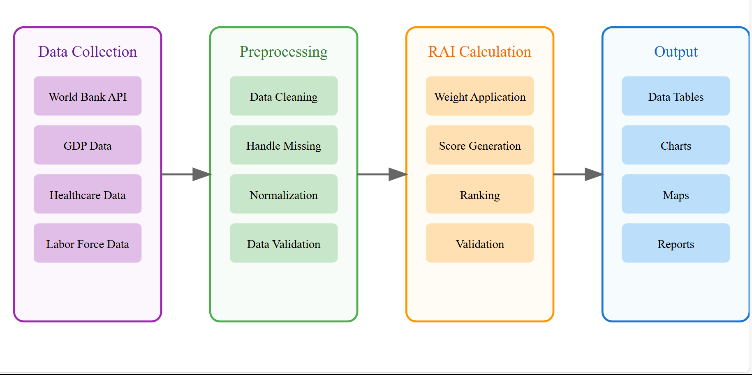 Data Collection
World Bank API
GDP Data
Healthcare Data
Labor Force Data
Preprocessing
Data Cleaning
Handle Missing
Normalization
Data Validation
RAI Calculation
Weight Application
Score Generation
Ranking
Validation
Output
Data Tables
Charts
Maps
Reports